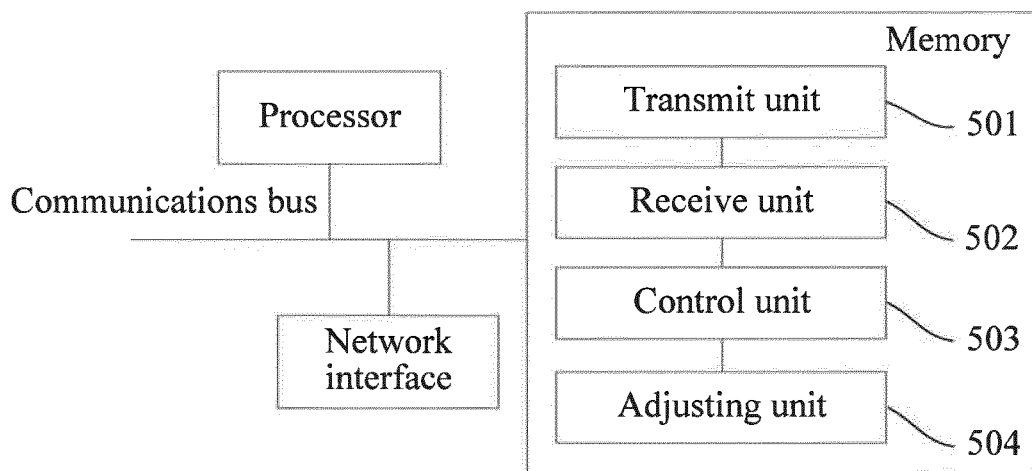 Memory
Processor
Communications bus
Network
interface
Transmit unit
501
Receive unit
502
Control unit
503
Adjusting unit
504